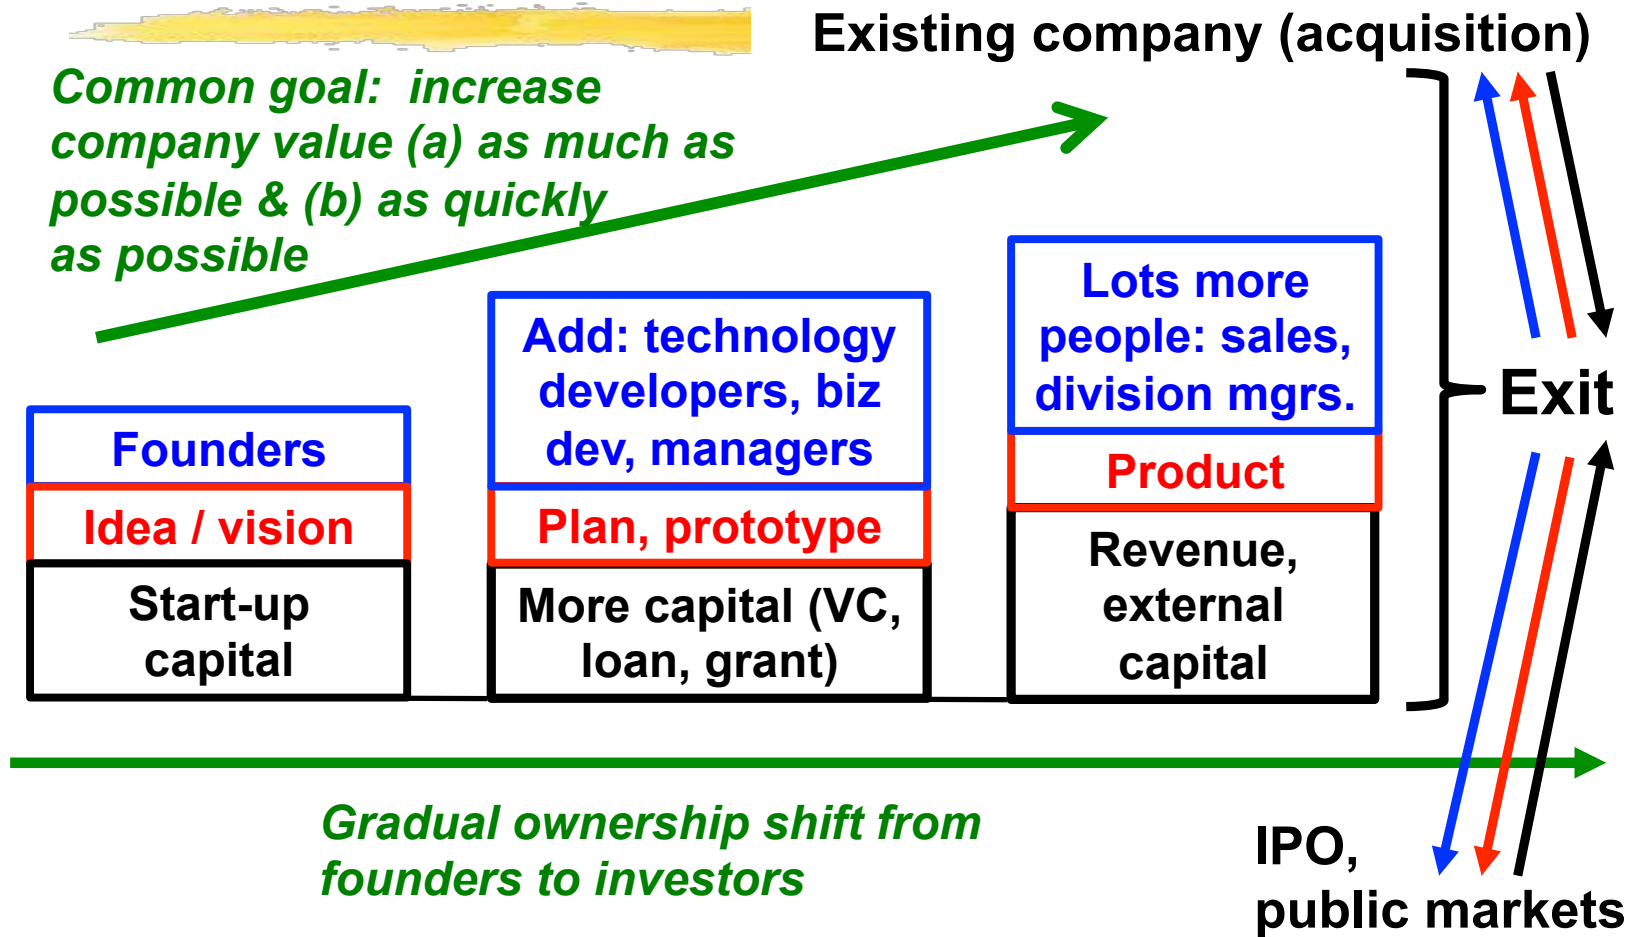 Existing company (acquisition)
Common goal:  increase
company value (a) as much as
possible & (b) as quickly
as possible
Founders
Idea / vision
Start-up
capital
Add: technology
developers, biz
dev, managers
Plan, prototype
More capital (VC,
loan, grant)
Lots more
people: sales,
division mgrs.
Product
Revenue,
external
capital
Exit
Gradual ownership shift from
founders to investors
IPO,
public markets